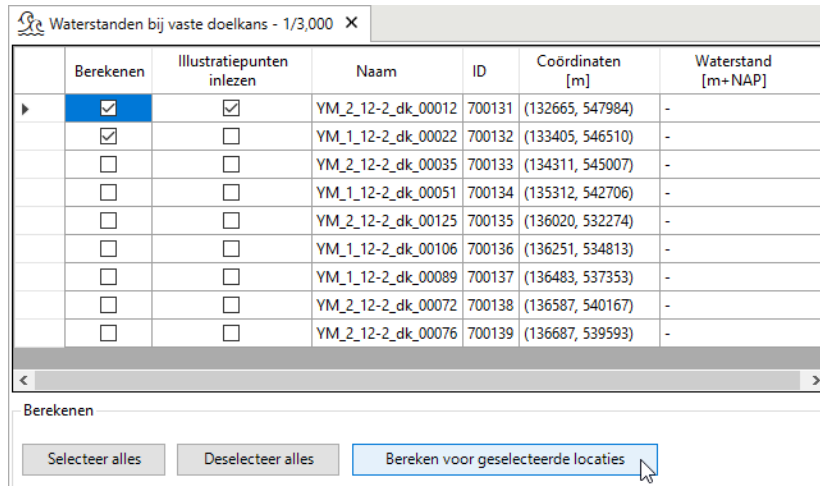 Waterstanden bij vaste doelkans - 1/3,000
Berekenen Illustratiepunten inlezen Naam ID Coördinaten [m] Waterstand [m+NAP]
YM_2_12-2_dk_00012 700131 (132665, 547984) -
YM_1_12-2_dk_00022 700132 (133405, 546510) -
YM_2_12-2_dk_00035 700133 (134311, 545007) -
YM_1_12-2_dk_00051 700134 (135312, 542706) -
YM_2_12-2_dk_00125 700135 (136020, 532274) -
YM_1_12-2_dk_00106 700136 (136251, 534813) -
YM_1_12-2_dk_00089 700137 (136483, 537353) -
YM_2_12-2_dk_00072 700138 (136587, 540167) -
YM_2_12-2_dk_00076 700139 (136687, 539593) -
Berekenen
Selecteer alles Deselecteer alles Bereken voor geselecteerde locaties